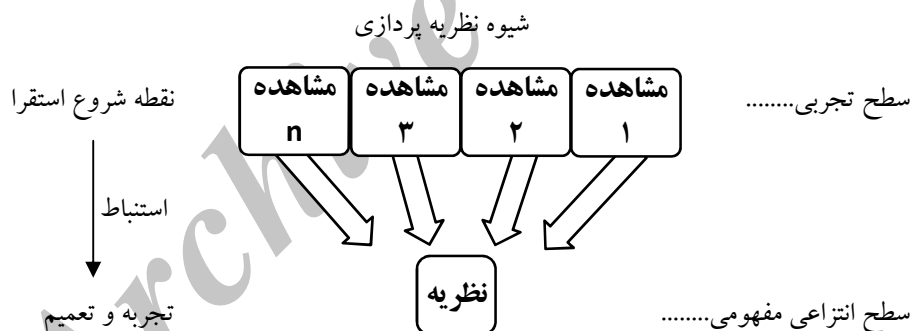 شیوه نظریه پردازی
سطح تجربی........ مشاهده ۱ مشاهده ۲ مشاهده ۳ مشاهده n نقطه شروع استقرا
استنباط
سطح انتزاعی مفهومی........ نظریه تجربه و تعمیم
Archive